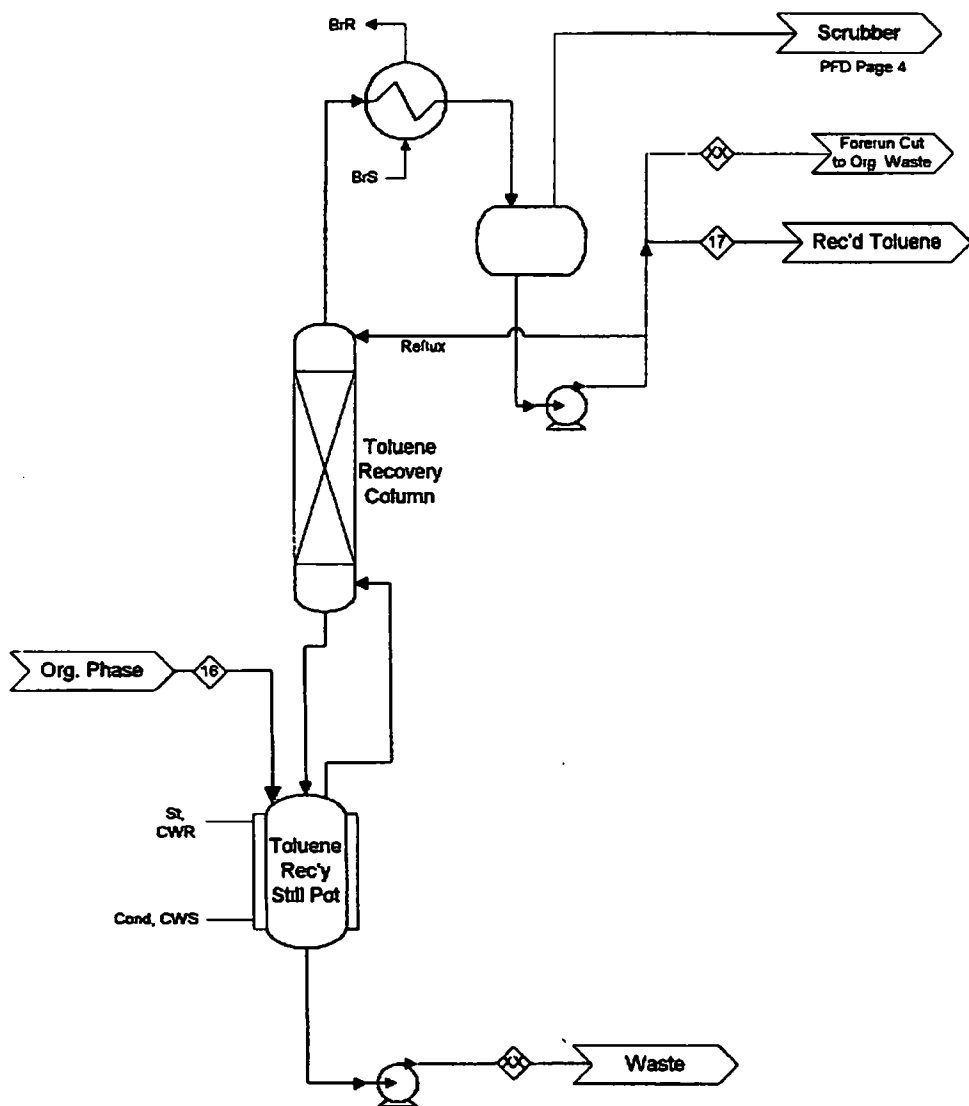 BrR
Scrubber
PFD Page 4
BrS
XX
Forerun Cut
to Org. Waste
17
Rec'd Toluene
Reflux
Toluene
Recovery
Column
Org. Phase
16
St,
CWR
Toluene
Rec'y
Still Pot
Cond, CWS
XX
Waste